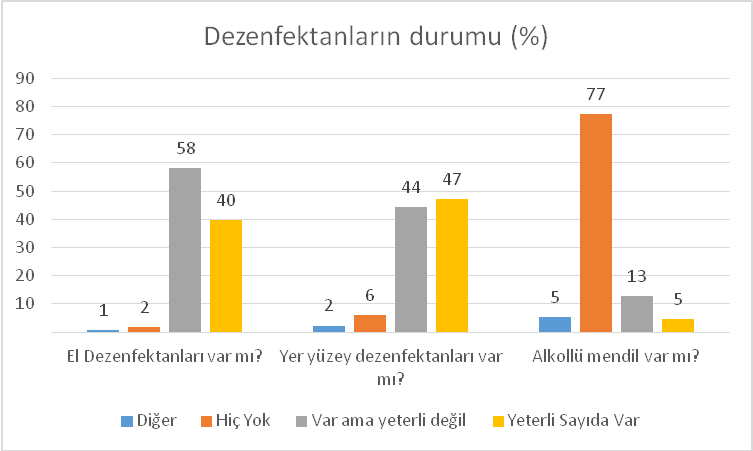 Dezenfektanların durumu (%)
90
80
70
60
50
40
30
20
10
1
2
58
40
2
6
44
47
5
77
13
5
El Dezenfektanları var mı?
Yer yüzey dezenfektanları var
mı?
Alkollü mendil var mı?
Diğer
Hiç Yok
Var ama yeterli değil
Yeterli Sayıda Var